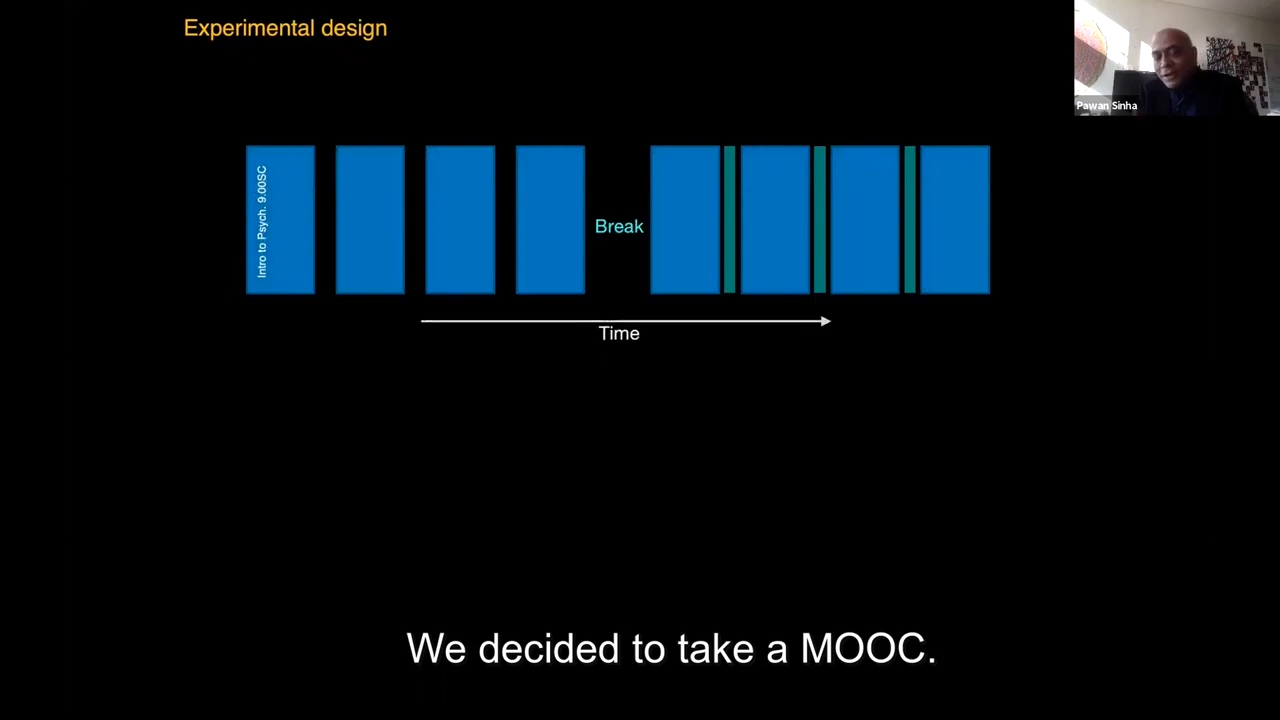 Experimental design
Pawan Sinha
Intro to Psych. 9.00SC
Break
Time
We decided to take a MOOC.